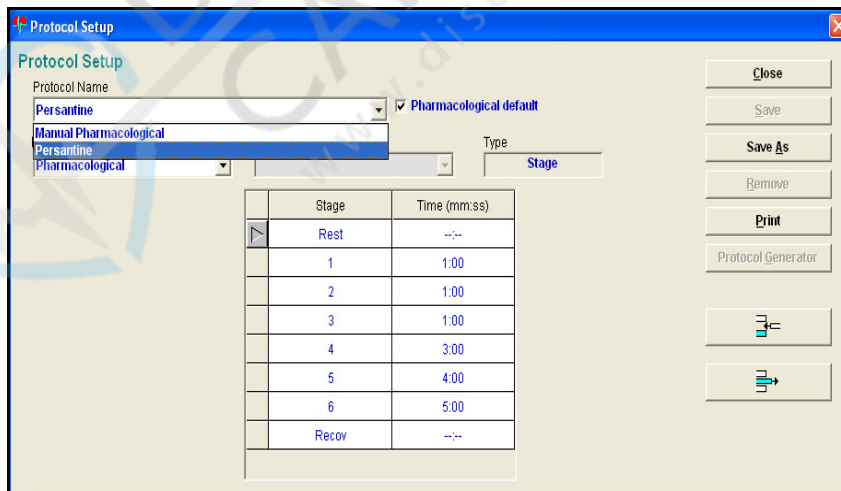 Protocol Setup
Protocol Setup
Protocol Name
Persantine
Pharmacological default
Manual Pharmacological
Persantine
Type
Pharmacological
Stage
Stage Time (mm:ss)
Rest --:--
1 1:00
2 1:00
3 1:00
4 3:00
5 4:00
6 5:00
Recov --:--
Close
Save
Save As
Remove
Print
Protocol Generator